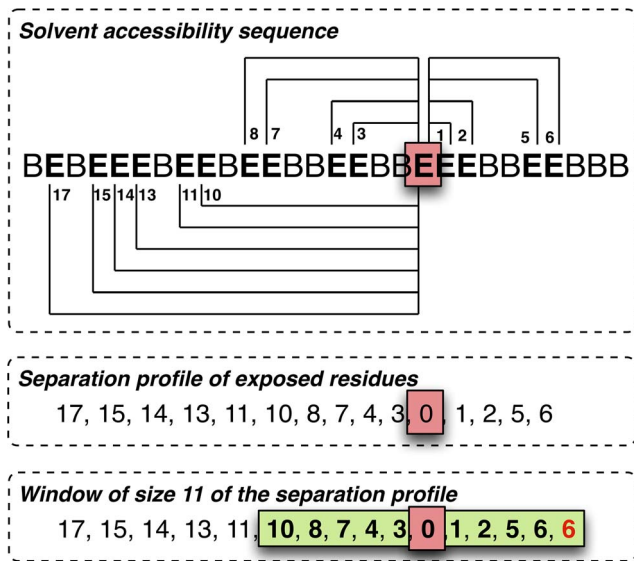 Solvent accessibility sequence
8 7 4 3 1 2 5 6
BEBEEEBEEBEEBBEEBBEEEBBEEBBB
17 15 14 13 11 10
Separation profile of exposed residues
17, 15, 14, 13, 11, 10, 8, 7, 4, 3, 0, 1, 2, 5, 6
Window of size 11 of the separation profile
17, 15, 14, 13, 11, 10, 8, 7, 4, 3, 0, 1, 2, 5, 6, 6